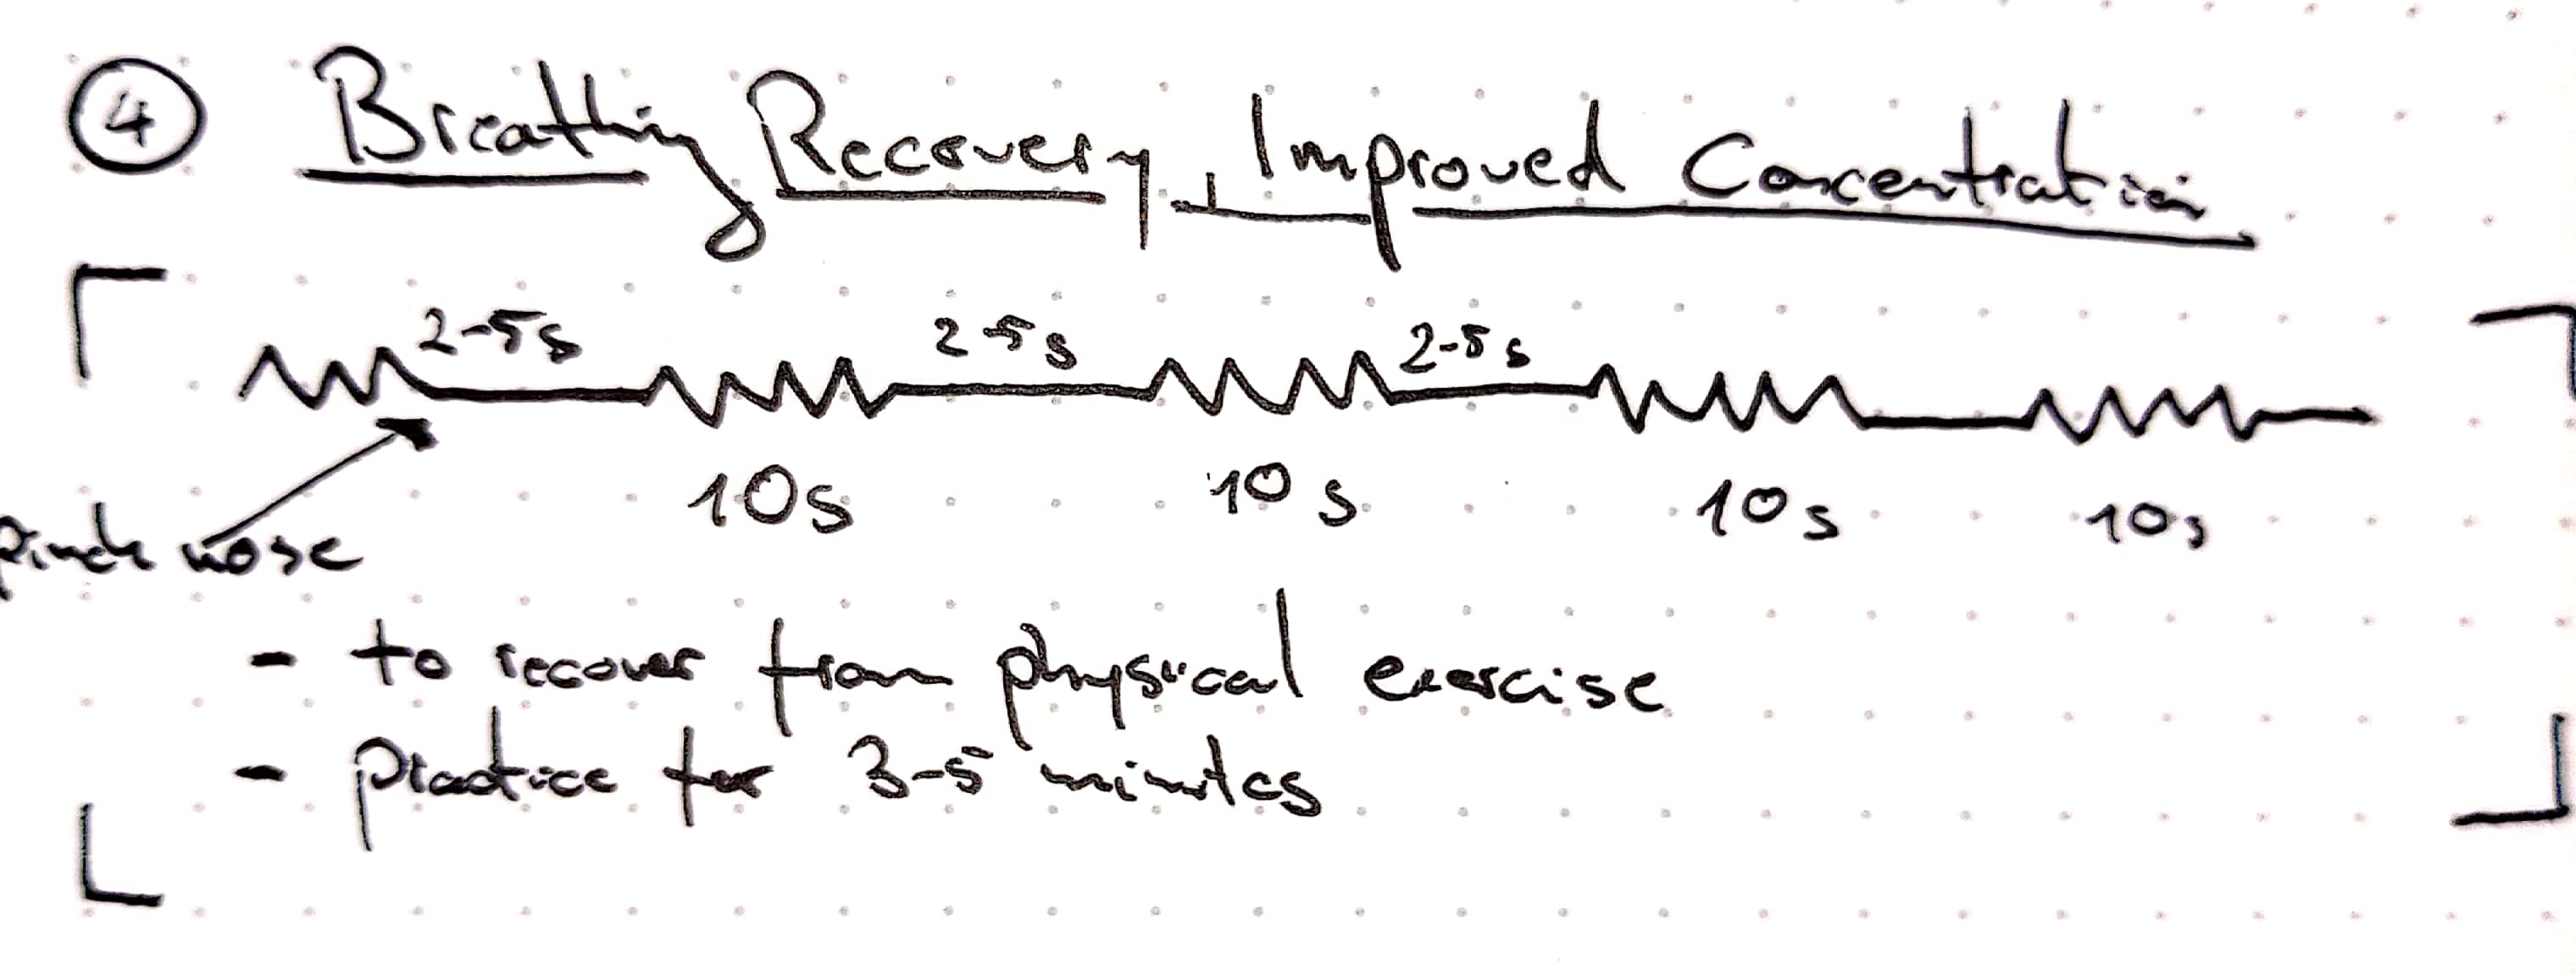 4 Breathing Recovery, Improved Concentration
2-5s 2-5s 2-5s
10s 10s 10s 10s
pinch nose
- to recover from physical exercise
- practice for 3-5 minutes